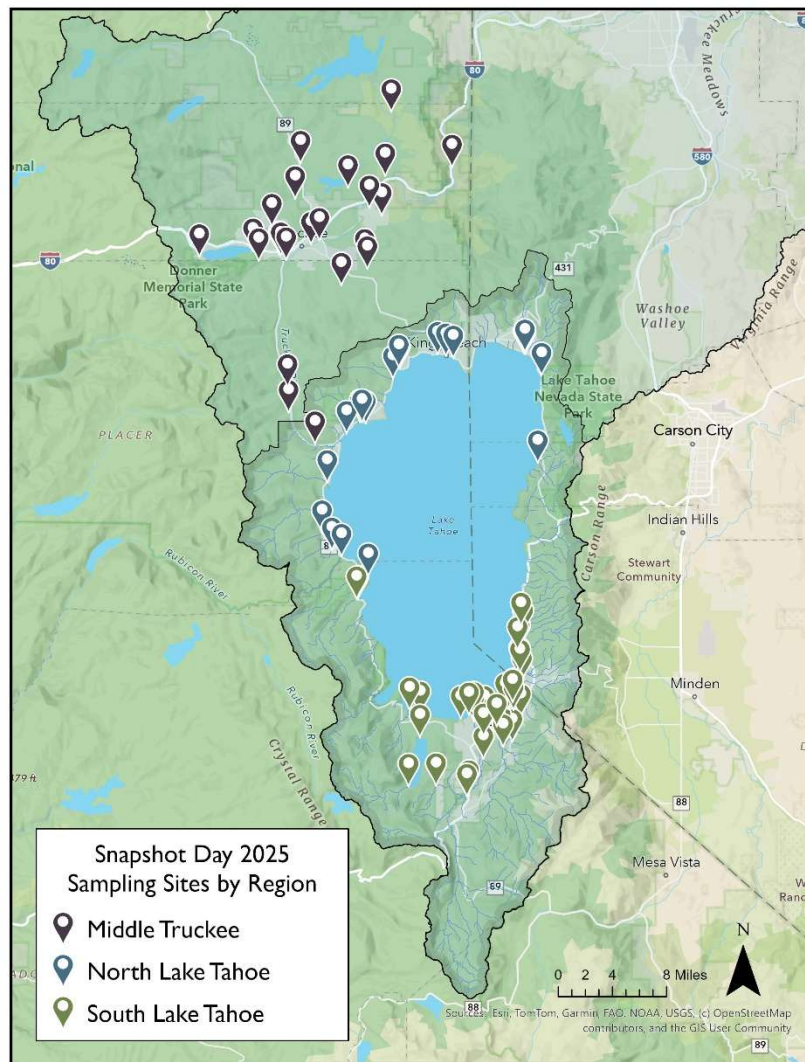 80
Truckee
Meadows
89
580
80
Donner
Memorial State
Park
431
Washoe
Valley
Virginia Range
Lake Tahoe
Nevada State
Park
PLACER
Carson City
Lake
Tahoe
Carson Range
Indian Hills
Stewart
Community
Rubicon River
Minden
Rubicon River
Crystal Range
88
Mesa Vista
89
88
89
Snapshot Day 2025
Sampling Sites by Region
Middle Truckee
North Lake Tahoe
South Lake Tahoe
N
0 2 4 8 Miles
Sources: Esri, TomTom, Garmin, FAO, NOAA, USGS, (c) OpenStreetMap
contributors, and the GIS User Community